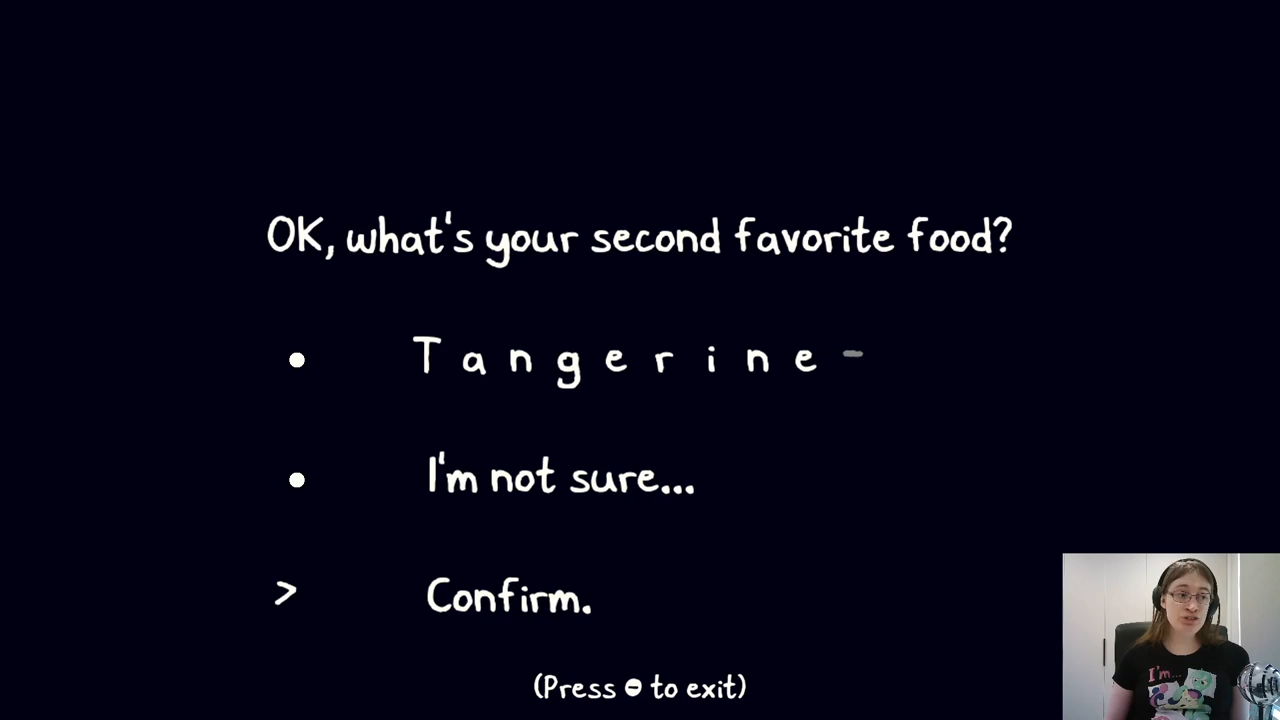 OK, what's your second favorite food?
Tangerine-
I'm not sure...
> Confirm.
(Press - to exit)
I'm...